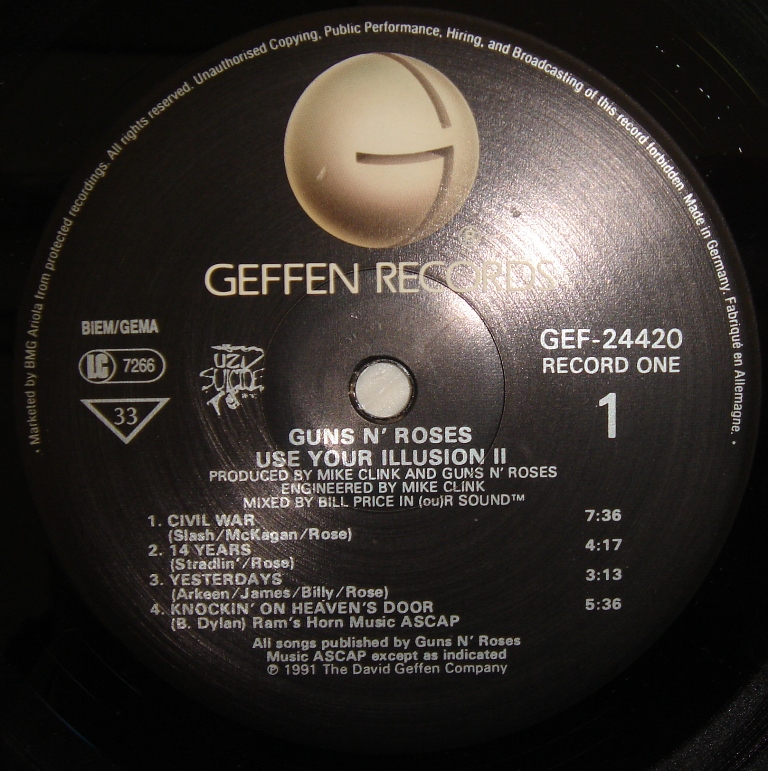 Marketed by BMG Ariola from protected recordings. All rights reserved. Unauthorised Copying, Public Performance, Hiring, and Broadcasting of this record forbidden. Made in Germany. Fabriqué en Allemagne.
®
GEFFEN RECORDS
BIEM/GEMA
LC 7266
33
UZI
SUICIDE
GEF-24420
RECORD ONE
1
GUNS N' ROSES
USE YOUR ILLUSION II
PRODUCED BY MIKE CLINK AND GUNS N' ROSES
ENGINEERED BY MIKE CLINK
MIXED BY BILL PRICE IN (ou)R SOUND™
1. CIVIL WAR 7:36
(Slash/McKagan/Rose)
2. 14 YEARS 4:17
(Stradlin'/Rose)
3. YESTERDAYS 3:13
(Arkeen/James/Billy/Rose)
4. KNOCKIN' ON HEAVEN'S DOOR 5:36
(B. Dylan) Ram's Horn Music ASCAP
All songs published by Guns N' Roses
Music ASCAP except as indicated
℗ 1991 The David Geffen Company